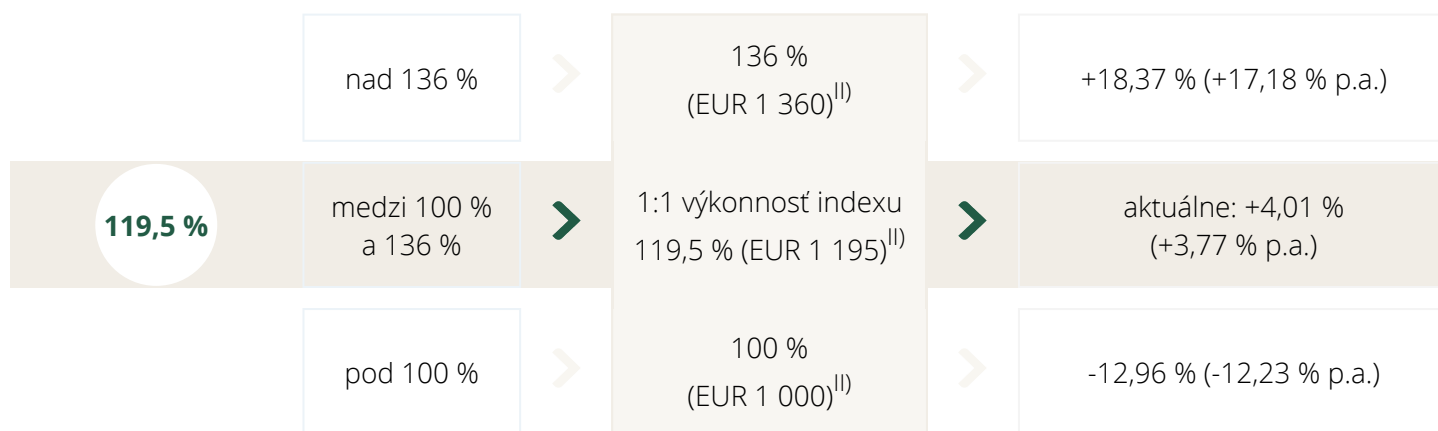 nad 136 %
136 %
(EUR 1 360)II)
+18,37 % (+17,18 % p.a.)
119,5 %
medzi 100 %
a 136 %
1:1 výkonnosť indexu
119,5 % (EUR 1 195)II)
aktuálne: +4,01 %
(+3,77 % p.a.)
pod 100 %
100 %
(EUR 1 000)II)
-12,96 % (-12,23 % p.a.)